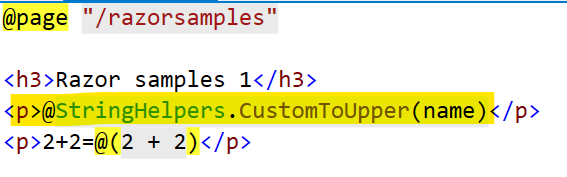 @page "/razorsamples"
<h3>Razor samples 1</h3>
<p>@StringHelpers.CustomToUpper(name)</p>
<p>2+2=@(2 + 2)</p>